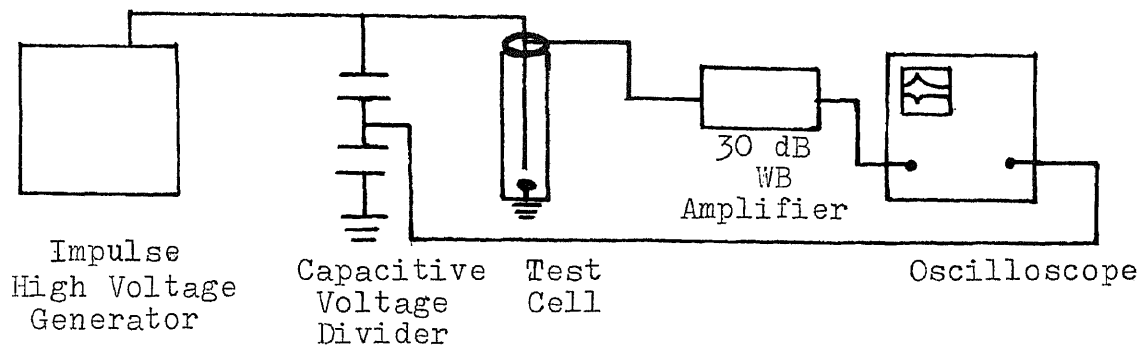 30 dB
WB
Amplifier
Impulse
High Voltage
Generator
Capacitive
Voltage
Divider
Test
Cell
Oscilloscope